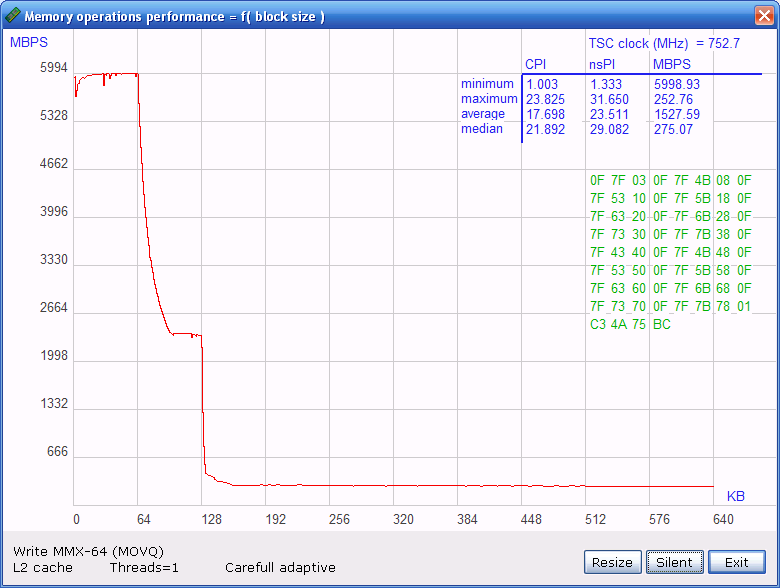 Memory operations performance = f( block size )
MBPS
TSC clock (MHz) = 752.7
CPI nsPI MBPS
minimum 1.003 1.333 5998.93
maximum 23.825 31.650 252.76
average 17.698 23.511 1527.59
median 21.892 29.082 275.07
5994
5328
4662
3996
3330
2664
1998
1332
666
0F 7F 03 0F 7F 4B 08 0F
7F 53 10 0F 7F 5B 18 0F
7F 63 20 0F 7F 6B 28 0F
7F 73 30 0F 7F 7B 38 0F
7F 43 40 0F 7F 4B 48 0F
7F 53 50 0F 7F 5B 58 0F
7F 63 60 0F 7F 6B 68 0F
7F 73 70 0F 7F 7B 78 01
C3 4A 75 BC
KB
0 64 128 192 256 320 384 448 512 576 640
Write MMX-64 (MOVQ)
L2 cache Threads=1 Carefull adaptive
Resize Silent Exit